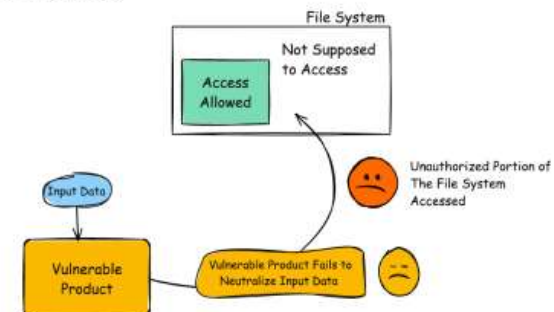 File System
Not Supposed
to Access
Access
Allowed
Unauthorized Portion of
The File System
Accessed
Input Data
Vulnerable
Product
Vulnerable Product Fails to
Neutralize Input Data